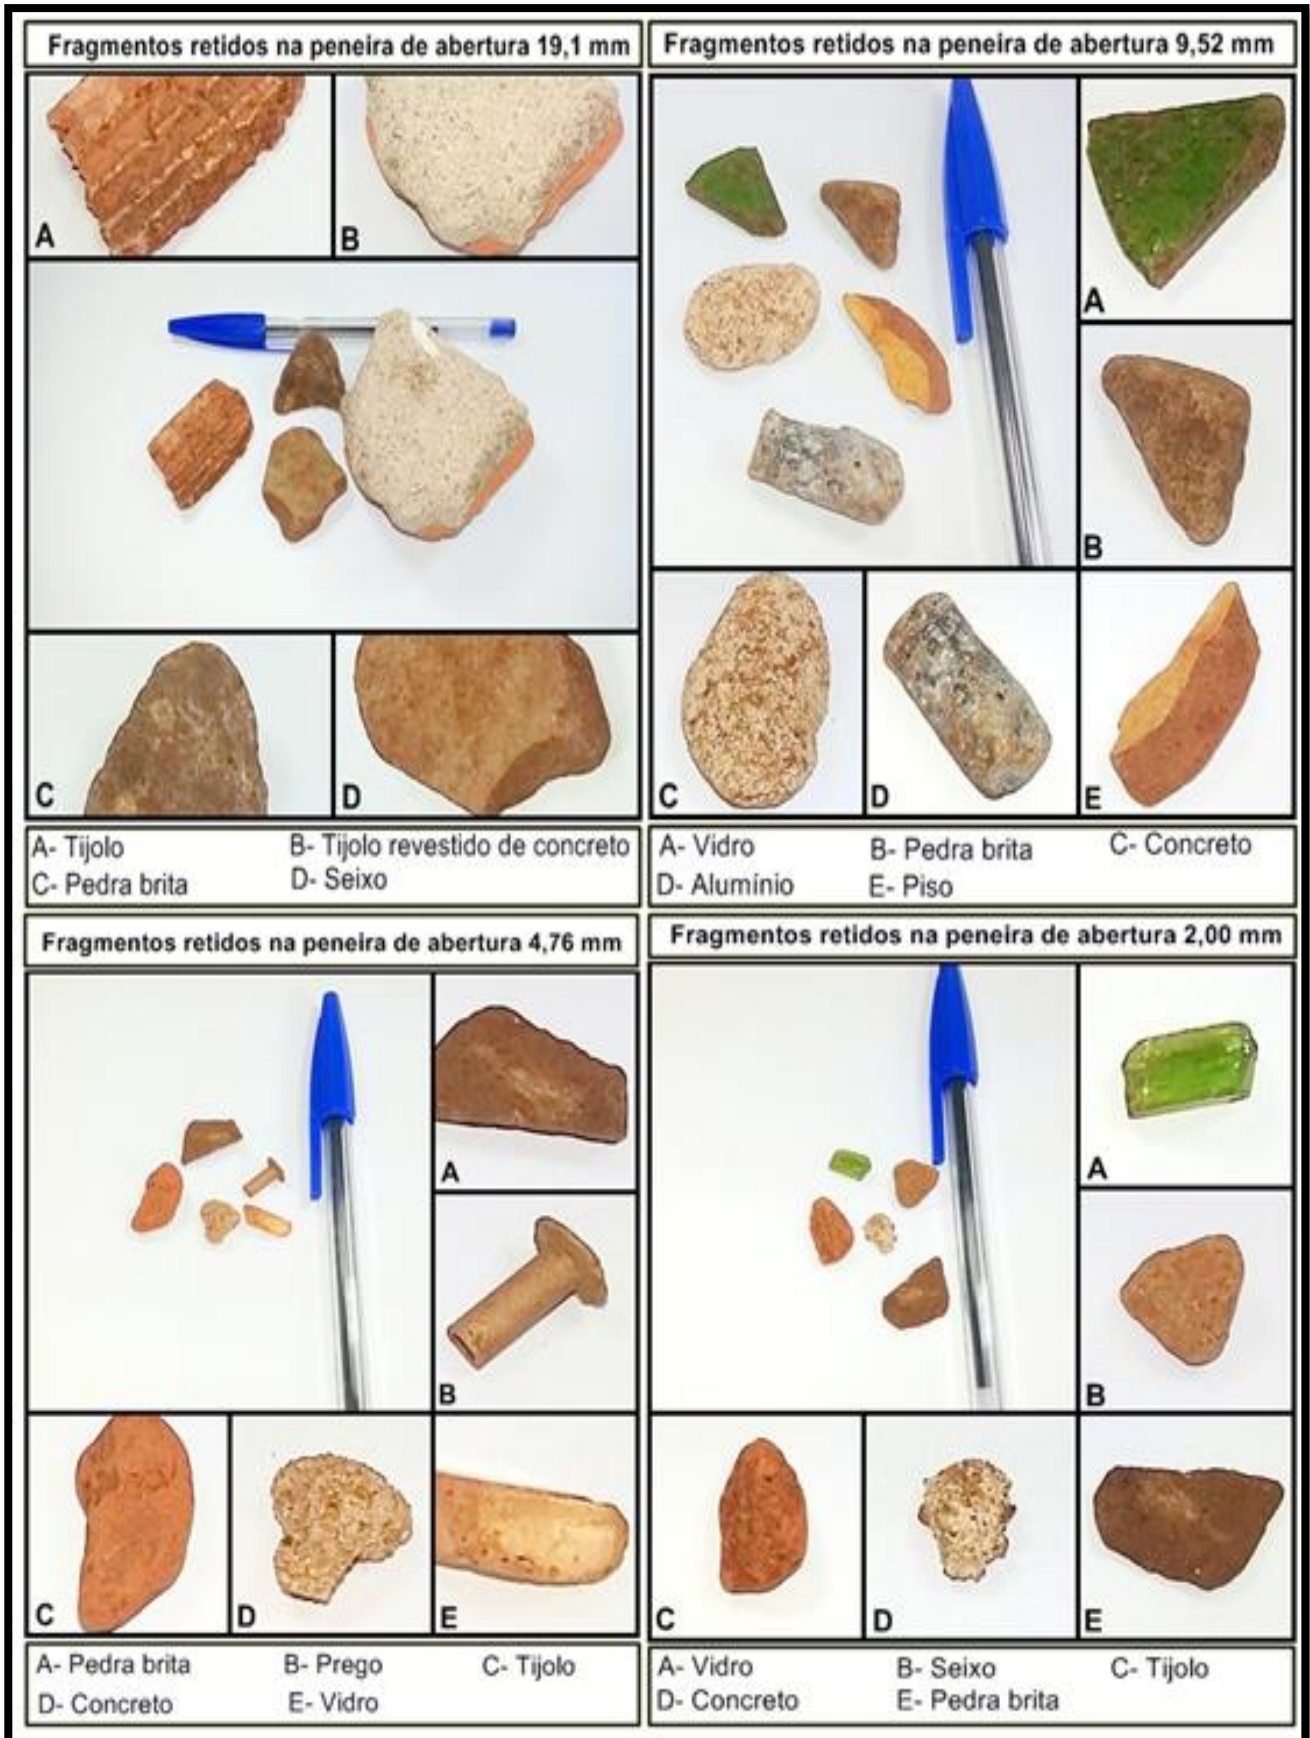 Fragmentos retidos na peneira de abertura 19,1 mm
A
B
C
D
A- Tijolo B- Tijolo revestido de concreto
C- Pedra brita D- Seixo
Fragmentos retidos na peneira de abertura 9,52 mm
A
B
C
D
E
A- Vidro B- Pedra brita C- Concreto
D- Alumínio E- Piso
Fragmentos retidos na peneira de abertura 4,76 mm
A
B
C
D
E
A- Pedra brita B- Prego C- Tijolo
D- Concreto E- Vidro
Fragmentos retidos na peneira de abertura 2,00 mm
A
B
C
D
E
A- Vidro B- Seixo C- Tijolo
D- Concreto E- Pedra brita